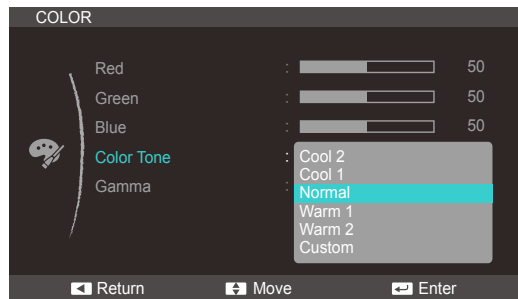 COLOR
Red : 50
Green : 50
Blue : 50
Color Tone : Cool 2
Cool 1
Gamma : Normal
Warm 1
Warm 2
Custom
Return Move Enter